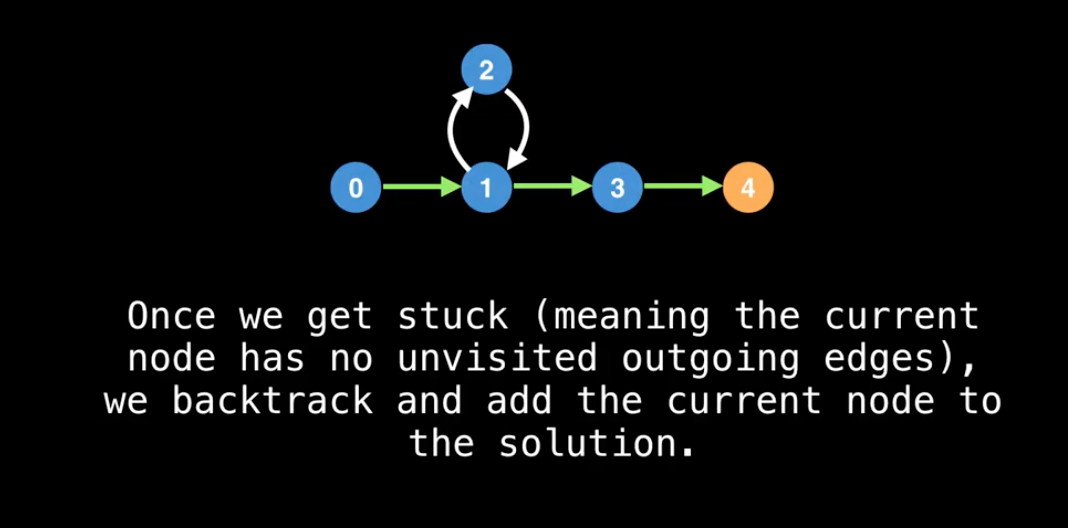 2
0 1 3 4
Once we get stuck (meaning the current
node has no unvisited outgoing edges),
we backtrack and add the current node to
the solution.